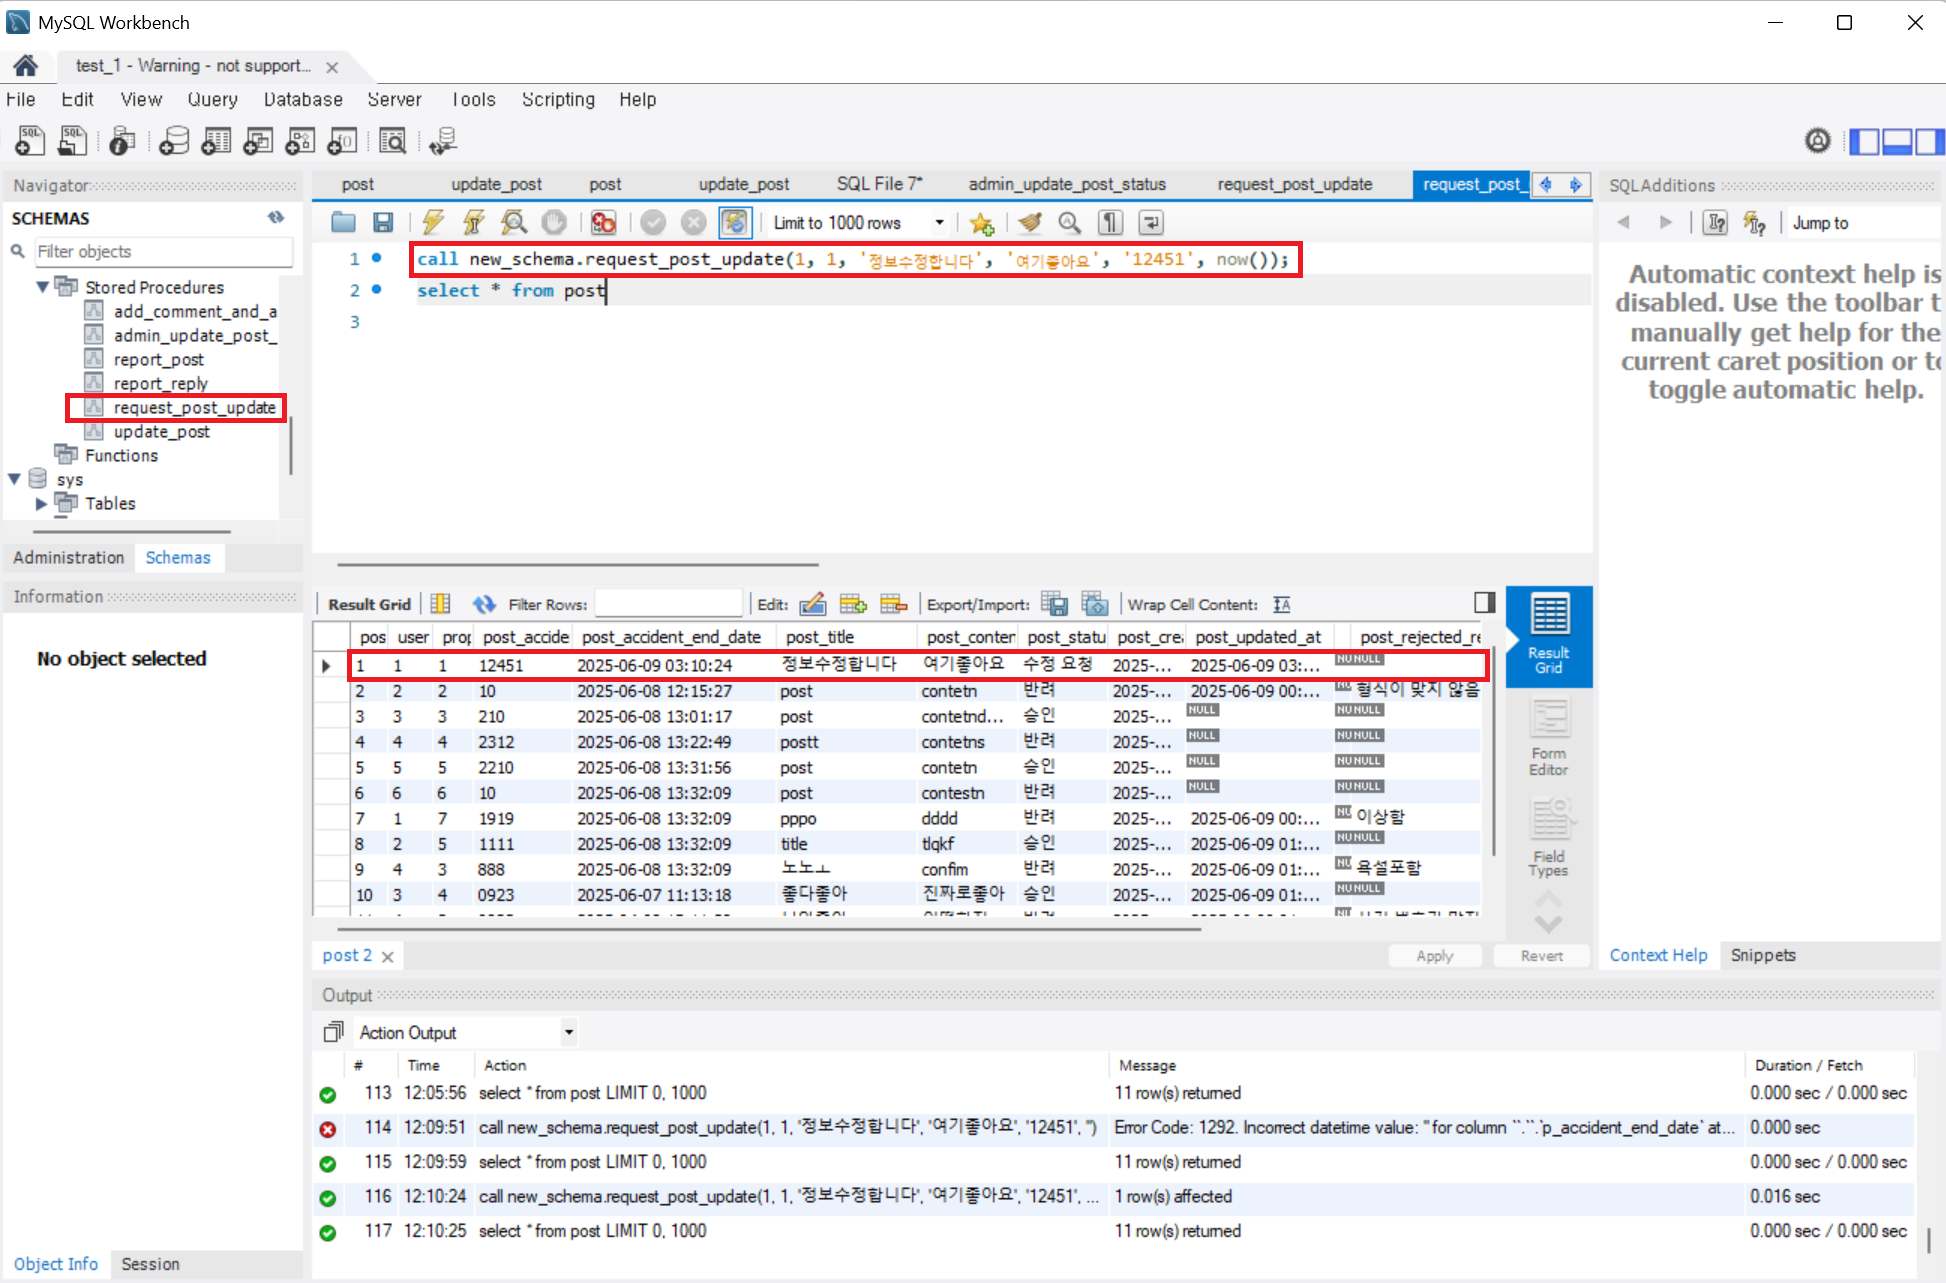 MySQL Workbench
test_1 - Warning - not support...
File Edit View Query Database Server Tools Scripting Help
Navigator
SCHEMAS
Filter objects
Stored Procedures
add_comment_and_a
admin_update_post_
report_post
report_reply
request_post_update
update_post
Functions
sys
Tables
Administration Schemas
Information
No object selected
Object Info Session
post update_post post update_post SQL File 7* admin_update_post_status request_post_update request_post_
Limit to 1000 rows
1 call new_schema.request_post_update(1, 1, '정보수정합니다', '여기좋아요', '12451', now());
2 select * from post
3
Result Grid Filter Rows: Edit: Export/Import: Wrap Cell Content:
pos user prop post_accide post_accident_end_date post_title post_conten post_statu post_crea post_updated_at post_rejected_re
1 1 1 12451 2025-06-09 03:10:24 정보수정합니다 여기좋아요 수정 요청 2025-... 2025-06-09 03:... NU NULL
2 2 2 10 2025-06-08 12:15:27 post contetn 반려 2025-... 2025-06-09 00:... NU 형식이 맞지 않음
3 3 3 210 2025-06-08 13:01:17 post contetnd... 승인 2025-... NULL NU NULL
4 4 4 2312 2025-06-08 13:22:49 postt contetns 반려 2025-... NULL NU NULL
5 5 5 2210 2025-06-08 13:31:56 post contetn 승인 2025-... NULL NU NULL
6 6 6 10 2025-06-08 13:32:09 post contestn 반려 2025-... NULL NU NULL
7 1 7 1919 2025-06-08 13:32:09 pppo dddd 반려 2025-... 2025-06-09 00:... NU 이상함
8 2 5 1111 2025-06-08 13:32:09 title tlqkf 승인 2025-... 2025-06-09 01:... NU NULL
9 4 3 888 2025-06-08 13:32:09 노노ㅗ confim 반려 2025-... 2025-06-09 01:... NU 욕설포함
10 3 4 0923 2025-06-07 11:13:18 좋다좋아 진짜로좋아 승인 2025-... 2025-06-09 01:... NU NULL
Result Grid
Form Editor
Field Types
post 2 Apply Revert
SQLAdditions
Jump to
Automatic context help is
disabled. Use the toolbar t
manually get help for the
current caret position or to
toggle automatic help.
Context Help Snippets
Output
Action Output
# Time Action Message Duration / Fetch
113 12:05:56 select * from post LIMIT 0, 1000 11 row(s) returned 0.000 sec / 0.000 sec
114 12:09:51 call new_schema.request_post_update(1, 1, '정보수정합니다', '여기좋아요', '12451', '') Error Code: 1292. Incorrect datetime value: '' for column ``.``.`p_accident_end_date` at... 0.000 sec
115 12:09:59 select * from post LIMIT 0, 1000 11 row(s) returned 0.000 sec / 0.000 sec
116 12:10:24 call new_schema.request_post_update(1, 1, '정보수정합니다', '여기좋아요', '12451', ... 1 row(s) affected 0.016 sec
117 12:10:25 select * from post LIMIT 0, 1000 11 row(s) returned 0.000 sec / 0.000 sec